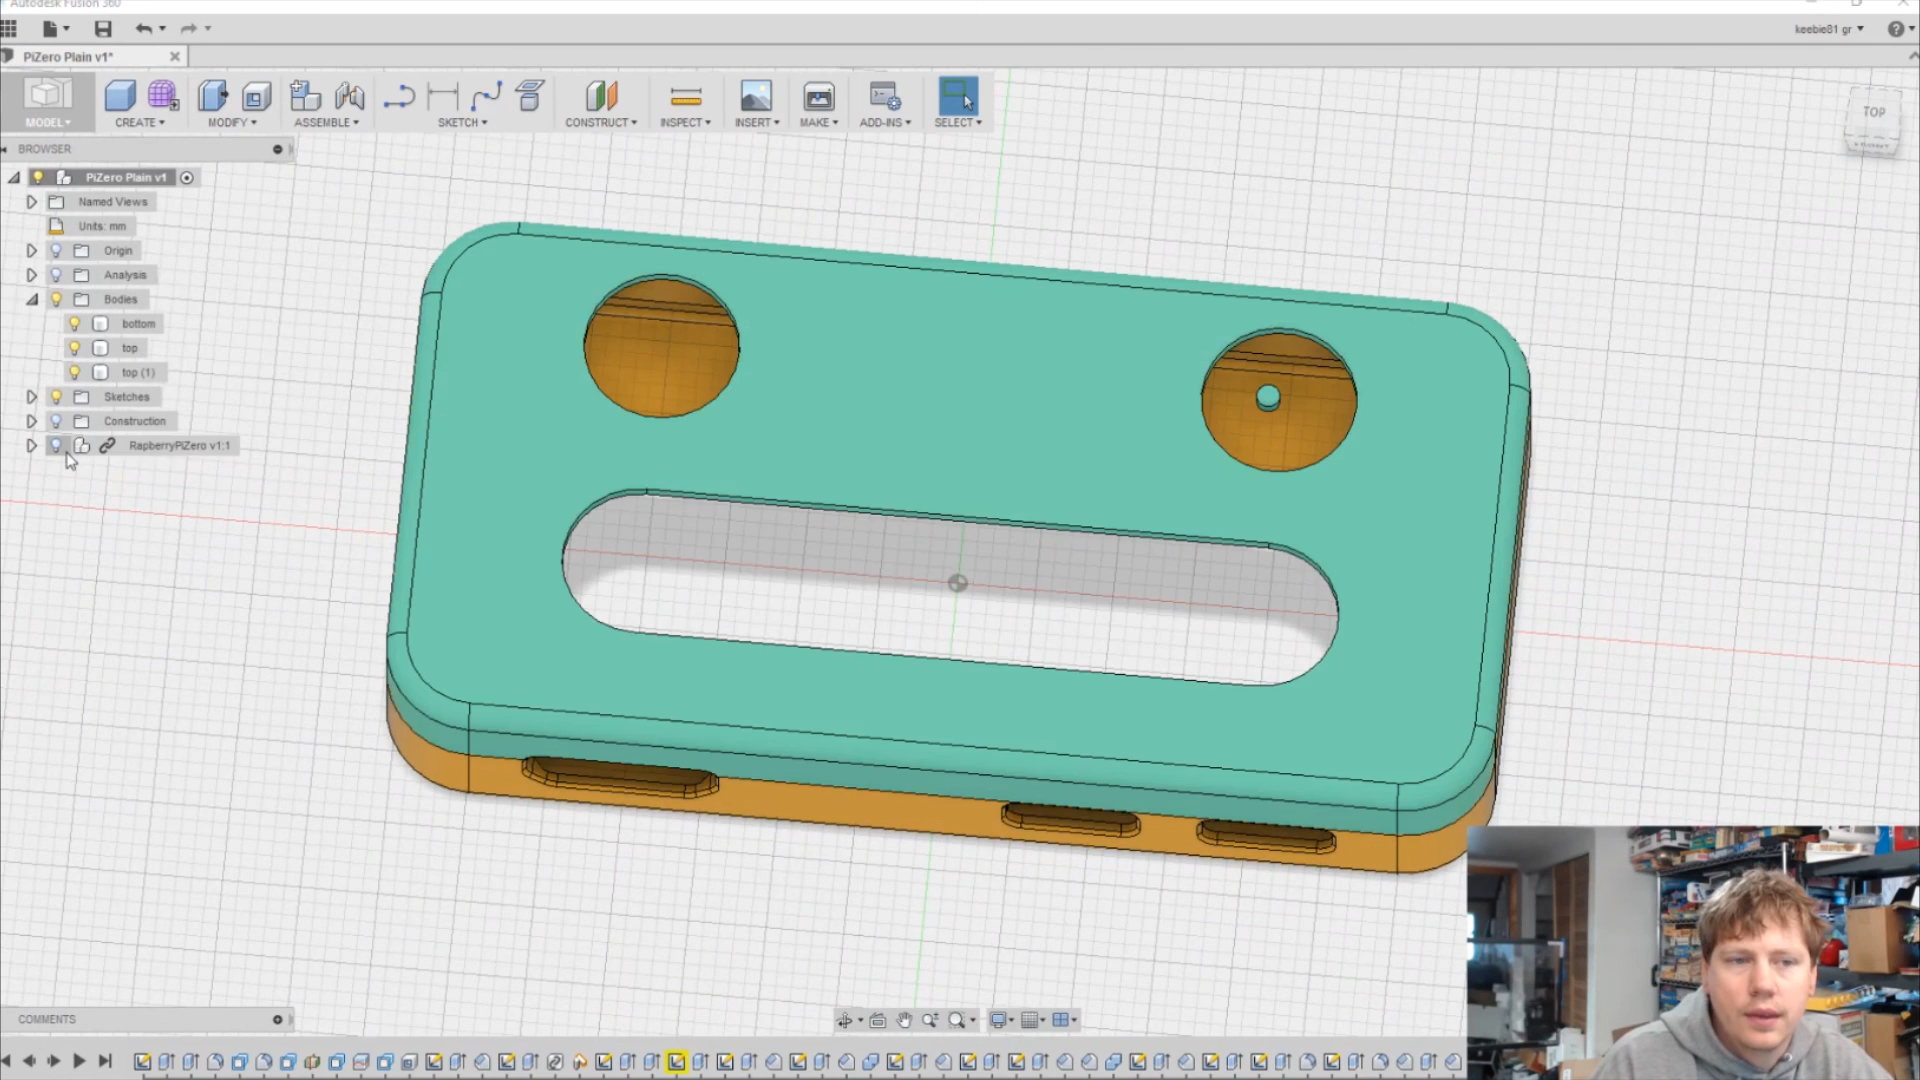 Autodesk Fusion 360
keebie81 gr
PiZero Plain v1*
MODEL
CREATE
MODIFY
ASSEMBLE
SKETCH
CONSTRUCT
INSPECT
INSERT
MAKE
ADD-INS
SELECT
TOP
FRONT
BROWSER
PiZero Plain v1
Named Views
Units: mm
Origin
Analysis
Bodies
bottom
top
top (1)
Sketches
Construction
RapberryPiZero v1:1
COMMENTS